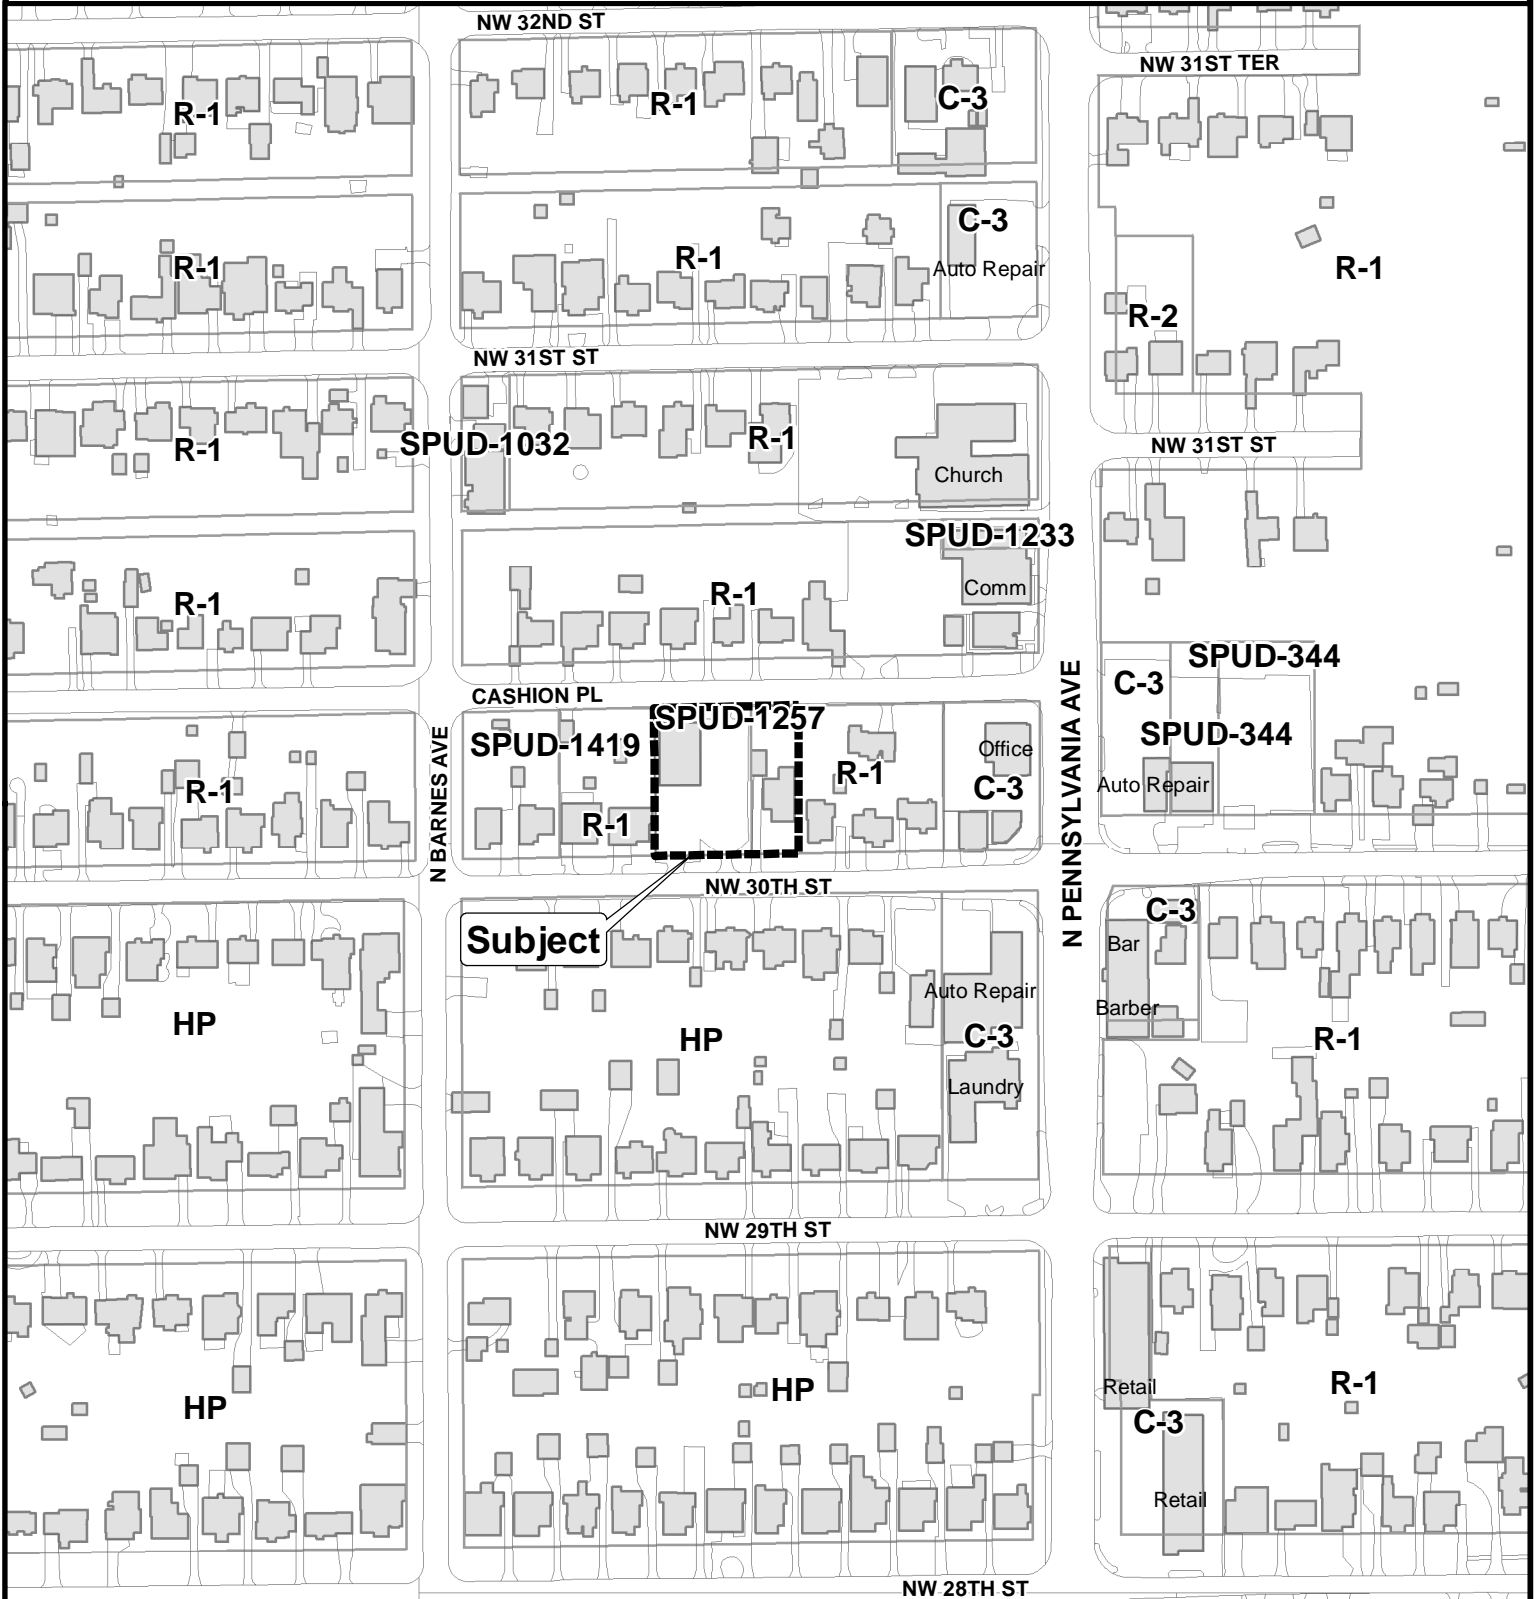 NW 32ND ST
NW 31ST TER
R-1
R-1
C-3
C-3
R-1
R-1
Auto Repair
R-1
R-2
NW 31ST ST
SPUD-1032
R-1
R-1
NW 31ST ST
Church
SPUD-1233
Comm
R-1
R-1
SPUD-344
C-3
CASHION PL
SPUD-1257
SPUD-344
SPUD-1419
Office
R-1
R-1
Auto Repair
C-3
R-1
N BARNES AVE
N PENNSYLVANIA AVE
NW 30TH ST
C-3
Subject
Bar
Auto Repair
Barber
HP
HP
C-3
R-1
Laundry
NW 29TH ST
Retail
R-1
HP
HP
C-3
Retail
NW 28TH ST